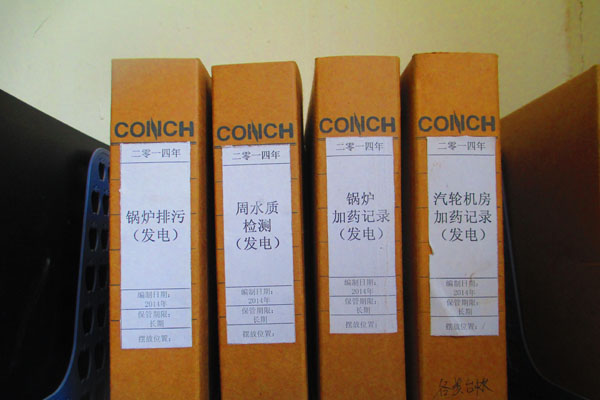 CONCH
二零一四年
锅炉排污
（发电）
编制日期：
2014年
保管期限：
长期
摆放位置：
CONCH
二零一四年
周水质
检测
（发电）
编制日期：
2014年
保管期限：
长期
摆放位置：
CONCH
二零一四年
锅炉
加药记录
（发电）
编制日期：
2014年
保管期限：
长期
摆放位置：
CONCH
二零一四年
汽轮机房
加药记录
（发电）
编制日期：
2014年
保管期限：
长期
摆放位置：